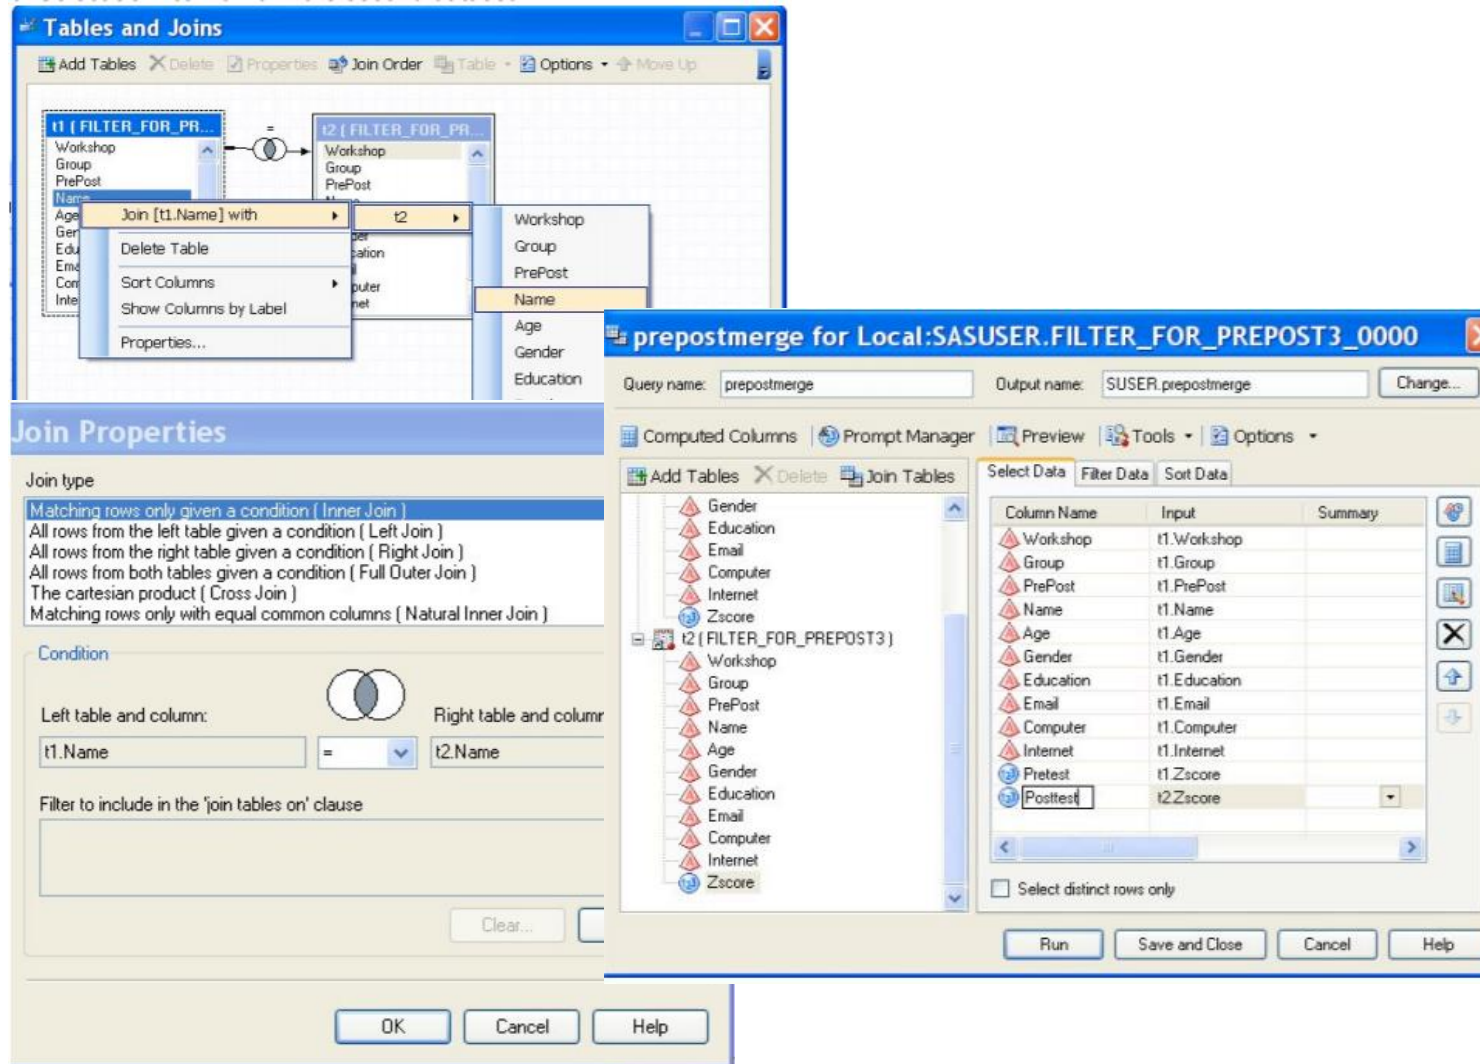 Tables and Joins
Add Tables Delete Properties Join Order Table Options Move Up
t1 ( FILTER_FOR_PR...
Workshop
Group
PrePost
Name
Age
=
t2 ( FILTER_FOR_PR...
Workshop
Group
PrePost
Join [t1.Name] with
Delete Table
Sort Columns
Show Columns by Label
Properties...
t2
Workshop
Group
PrePost
Name
Age
Gender
Education
Join Properties
Join type
Matching rows only given a condition ( Inner Join )
All rows from the left table given a condition ( Left Join )
All rows from the right table given a condition ( Right Join )
All rows from both tables given a condition ( Full Outer Join )
The cartesian product ( Cross Join )
Matching rows only with equal common columns ( Natural Inner Join )
Condition
Left table and column: Right table and column
t1.Name = t2.Name
Filter to include in the 'join tables on' clause
Clear...
OK Cancel Help
prepostmerge for Local:SASUSER.FILTER_FOR_PREPOST3_0000
Query name: prepostmerge Output name: SUSER.prepostmerge Change...
Computed Columns Prompt Manager Preview Tools Options
Add Tables Delete Join Tables
Gender
Education
Email
Computer
Internet
Zscore
t2 ( FILTER_FOR_PREPOST3 )
Workshop
Group
PrePost
Name
Age
Gender
Education
Email
Computer
Internet
Zscore
Select Data Filter Data Sort Data
Column Name Input Summary
Workshop t1.Workshop
Group t1.Group
PrePost t1.PrePost
Name t1.Name
Age t1.Age
Gender t1.Gender
Education t1.Education
Email t1.Email
Computer t1.Computer
Internet t1.Internet
Pretest t1.Zscore
Posttest t2.Zscore
Select distinct rows only
Run Save and Close Cancel Help